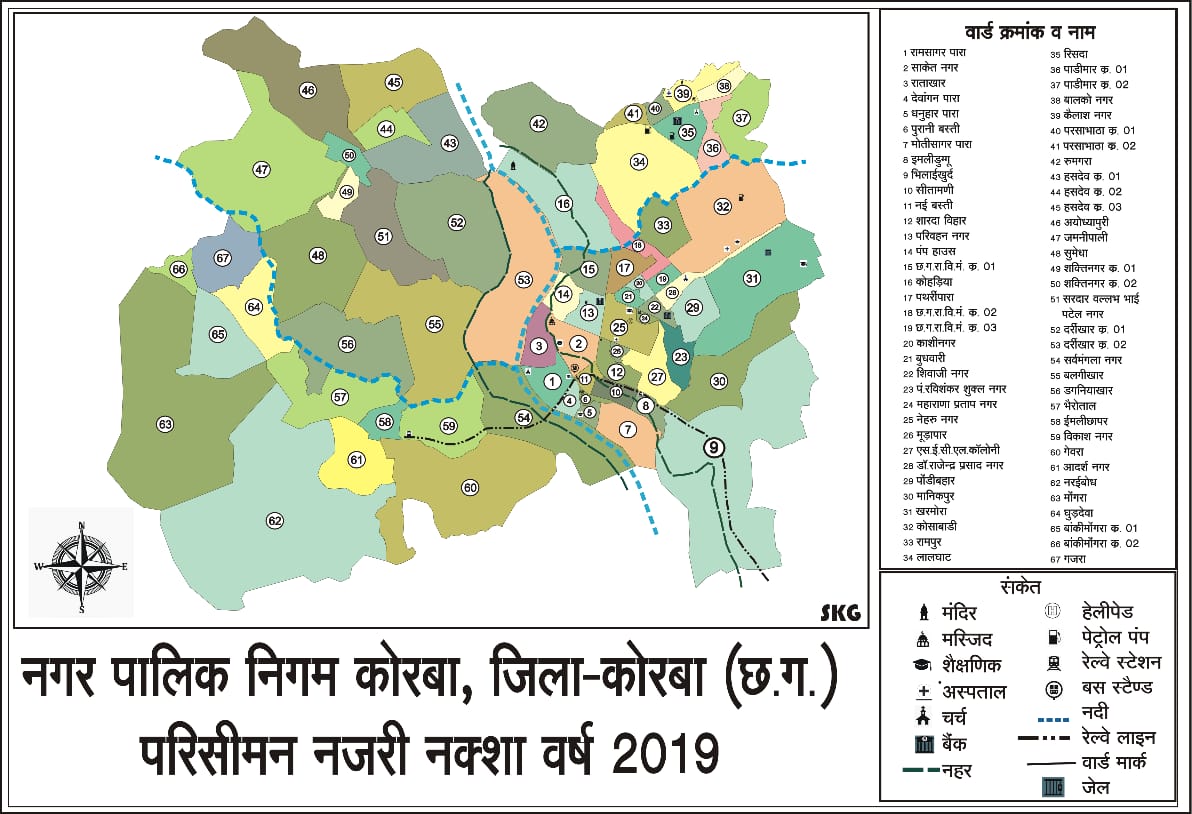 वार्ड क्रमांक व नाम
1 रामसागर पारा
2 साकेत नगर
3 राताखार
4 देवांगन पारा
5 धनुहार पारा
6 पुरानी बस्ती
7 मोतीसागर पारा
8 इमलीडुग्गू
9 भिलाईखुर्द
10 सीतामणी
11 नई बस्ती
12 शारदा विहार
13 परिवहन नगर
14 पंप हाउस
15 छ.ग.रा.वि.मं. क्र. 01
16 कोहड़िया
17 पथर्रीपारा
18 छ.ग.रा.वि.मं. क्र. 02
19 छ.ग.रा.वि.मं. क्र. 03
20 काशीनगर
21 बुधवारी
22 शिवाजी नगर
23 पं.रविशंकर शुक्ल नगर
24 महाराणा प्रताप नगर
25 नेहरू नगर
26 मूड़ापार
27 एस.ई.सी.एल.कॉलोनी
28 डॉ.राजेन्द्र प्रसाद नगर
29 पोंडीबहार
30 मानिकपुर
31 खरमोरा
32 कोसाबाडी
33 रामपुर
34 लालघाट
35 रिसदा
36 पाडीमार क्र. 01
37 पाडीमार क्र. 02
38 बालको नगर
39 कैलाश नगर
40 परसाभाठा क्र. 01
41 परसाभाठा क्र. 02
42 रुमगरा
43 हसदेव क्र. 01
44 हसदेव क्र. 02
45 हसदेव क्र. 03
46 अयोध्यापुरी
47 जमनीपाली
48 सुमेधा
49 शक्तिनगर क्र. 01
50 शक्तिनगर क्र. 02
51 सरदार वल्लभ भाई
पटेल नगर
52 दर्रीखार क्र. 01
53 दर्रीखार क्र. 02
54 सर्वमंगला नगर
55 बलगीखार
56 डगनियाखार
57 भैरोताल
58 ईमलीछापर
59 विकाश नगर
60 गेवरा
61 आदर्श नगर
62 नरईबोध
63 मोंगरा
64 घुड़देवा
65 बांकीमोंगरा क्र. 01
66 बांकीमोंगरा क्र. 02
67 गजरा
46
45
44
43
42
41
40
39
38
37
36
35
34
50
47
49
16
32
33
52
51
18
67
66
48
15
17
31
53
19
20
28
14
21
64
13
22
29
24
65
55
25
56
3
2
26
23
12
27
1
11
30
57
10
4
6
8
5
58
59
54
7
63
9
61
60
62
N
W
E
S
SKG
संकेत
मंदिर
मस्जिद
शैक्षणिक
अस्पताल
चर्च
बैंक
नहर
हेलीपेड
पेट्रोल पंप
रेल्वे स्टेशन
बस स्टैण्ड
नदी
रेल्वे लाइन
वार्ड मार्क
जेल
नगर पालिक निगम कोरबा, जिला-कोरबा (छ.ग.)
परिसीमन नजरी नक्शा वर्ष 2019